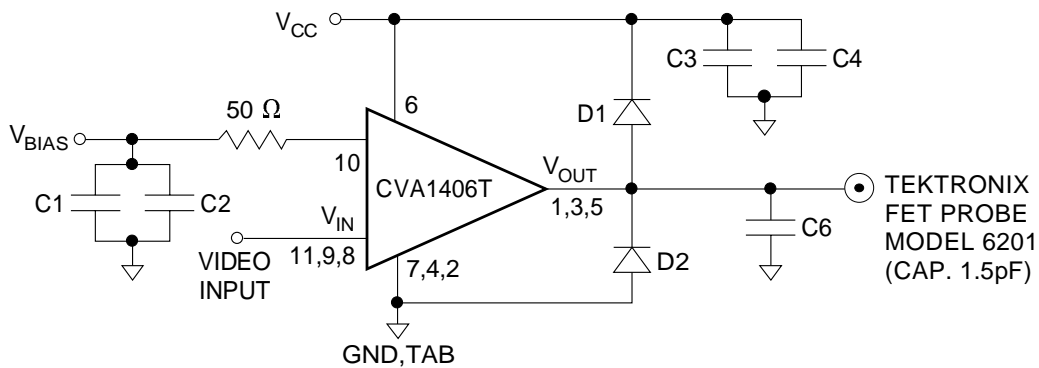 VCC
C3
C4
6
D1
50 Ω
VBIAS
10
CVA1406T
VOUT
1,3,5
TEKTRONIX
FET PROBE
MODEL 6201
(CAP. 1.5pF)
C1
C2
VIN
11,9,8
C6
VIDEO
INPUT
7,4,2
D2
GND,TAB